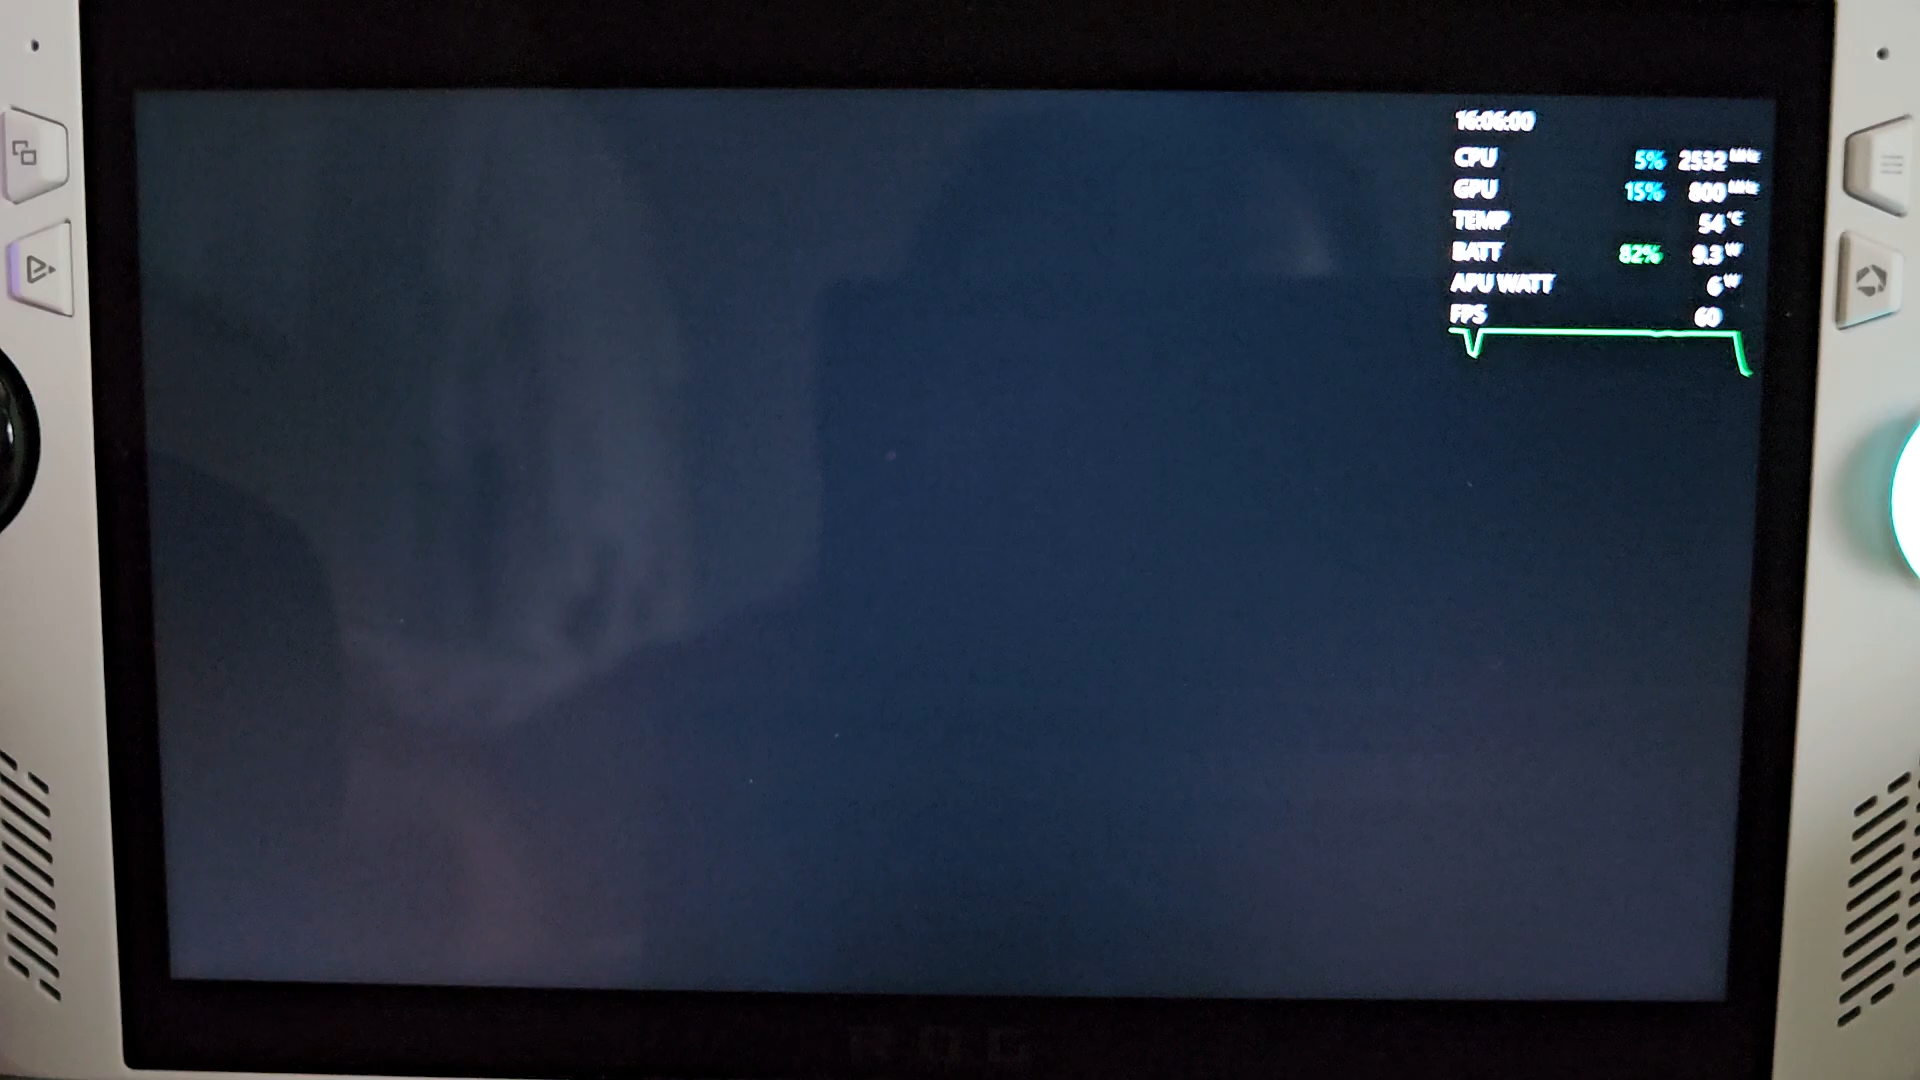 16:06:00
CPU 5% 2532 MHz
GPU 15% 800 MHz
TEMP 54 °C
BATT 82% 9.3 W
APU WATT 6 W
FPS 60
ROG